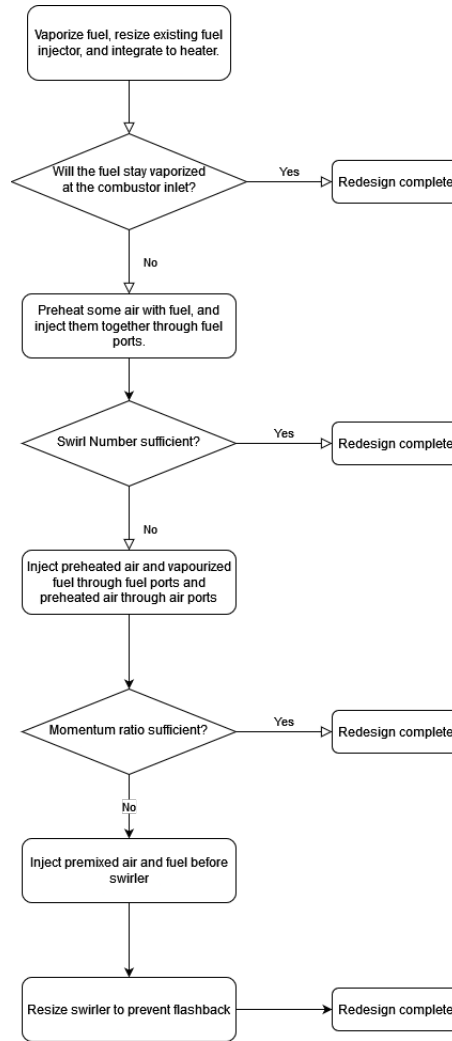 Vaporize fuel, resize existing fuel
injector, and integrate to heater.
Will the fuel stay vaporized
at the combustor inlet?
Yes
Redesign complete
No
Preheat some air with fuel, and
inject them together through fuel
ports.
Swirl Number sufficient?
Yes
Redesign complete
No
Inject preheated air and vapourized
fuel through fuel ports and
preheated air through air ports
Momentum ratio sufficient?
Yes
Redesign complete
No
Inject premixed air and fuel before
swirler
Resize swirler to prevent flashback
Redesign complete